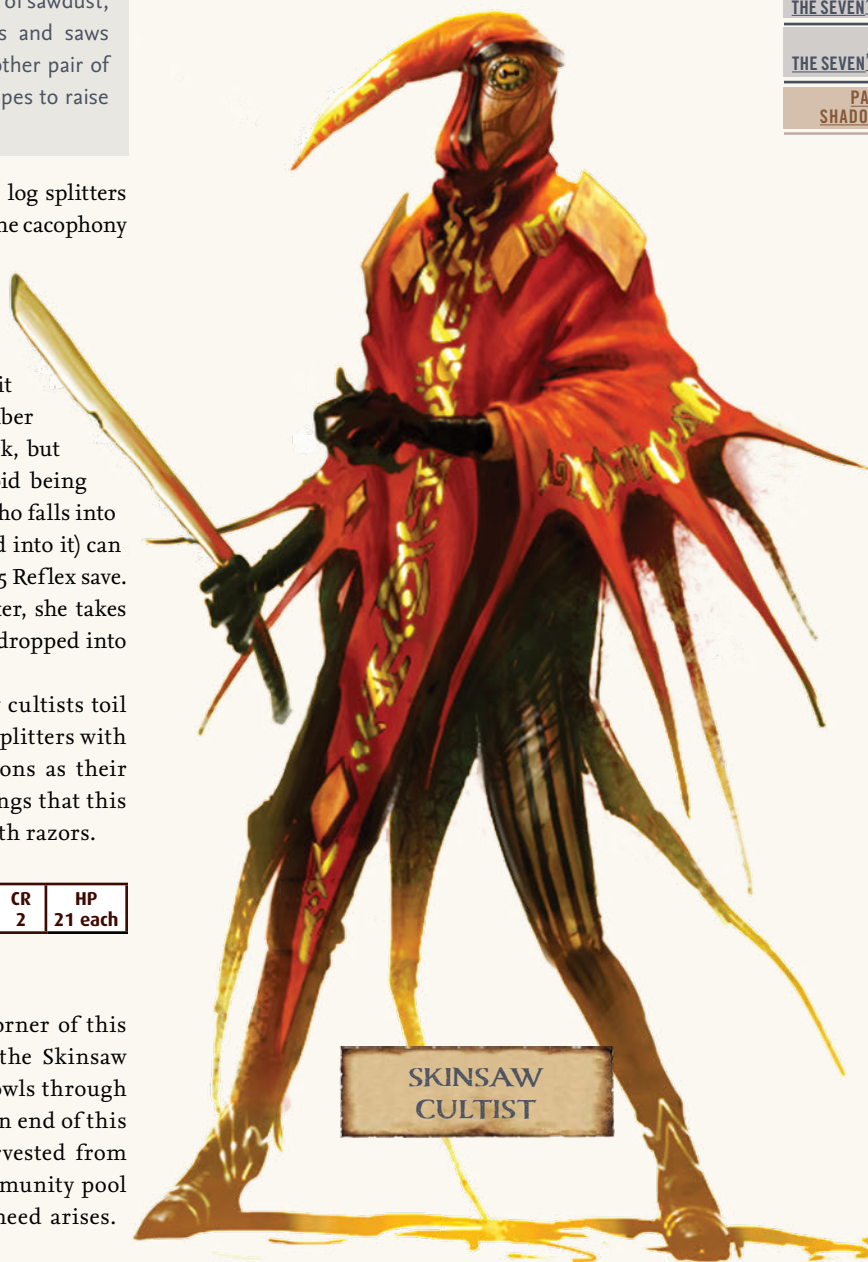 of sawdust,
s and saws
other pair of
pes to raise
log splitters
he cacophony
it
ber
k, but
oid being
ho falls into
d into it) can
5 Reflex save.
ter, she takes
dropped into
cultists toil
splitters with
ons as their
ngs that this
th razors.
CR HP
2 21 each
orner of this
the Skinsaw
owls through
n end of this
rvested from
munity pool
need arises.
THE SEVEN'
THE SEVEN'
PA
SHADO
SKINSAW
CULTIST